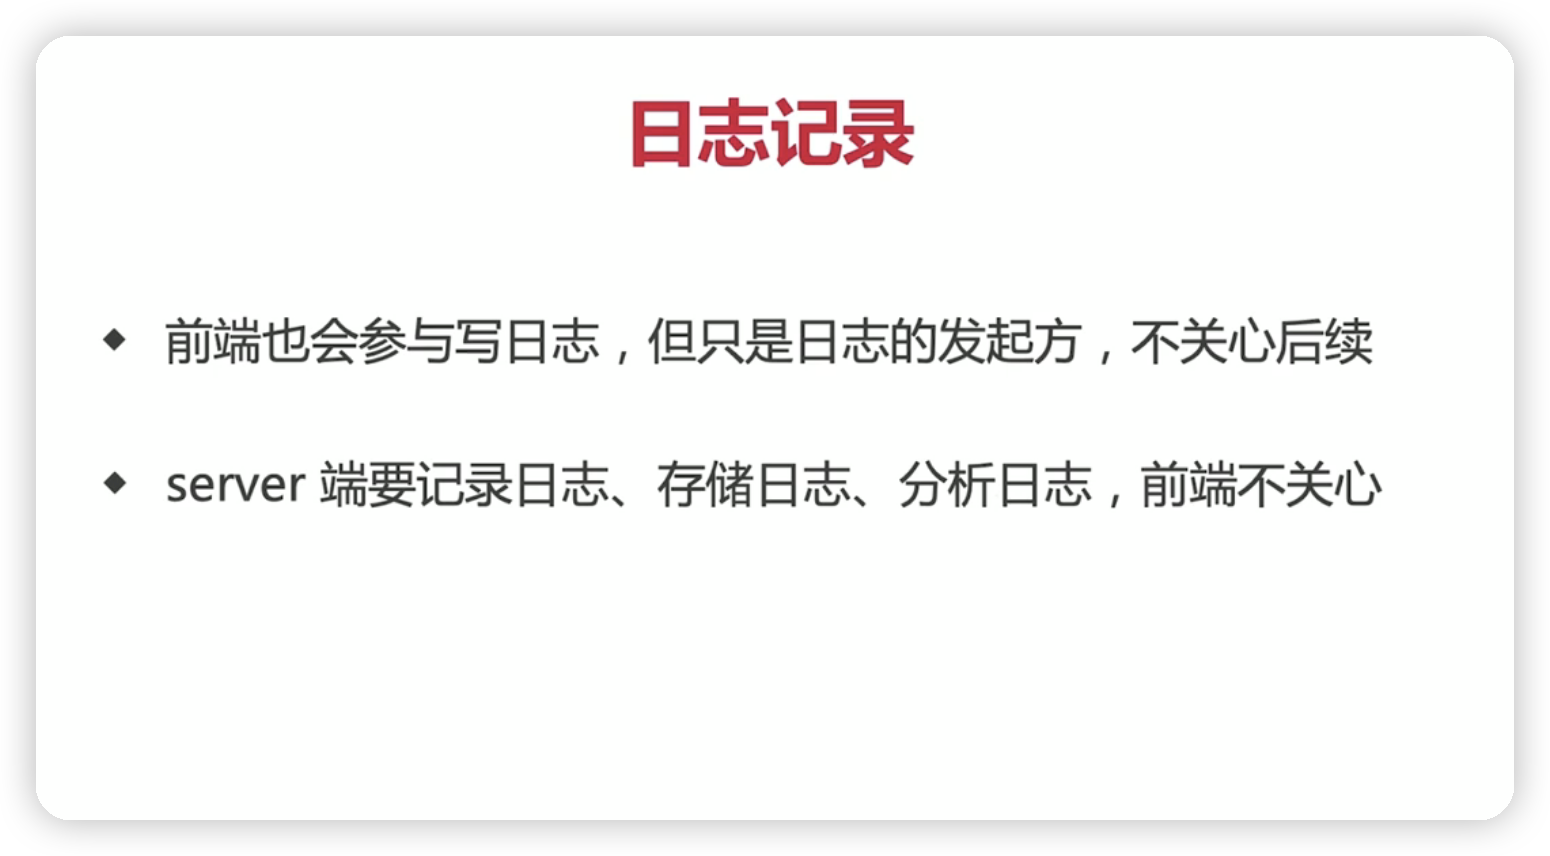 日志记录
◆ 前端也会参与写日志，但只是日志的发起方，不关心后续
◆ server 端要记录日志、存储日志、分析日志，前端不关心